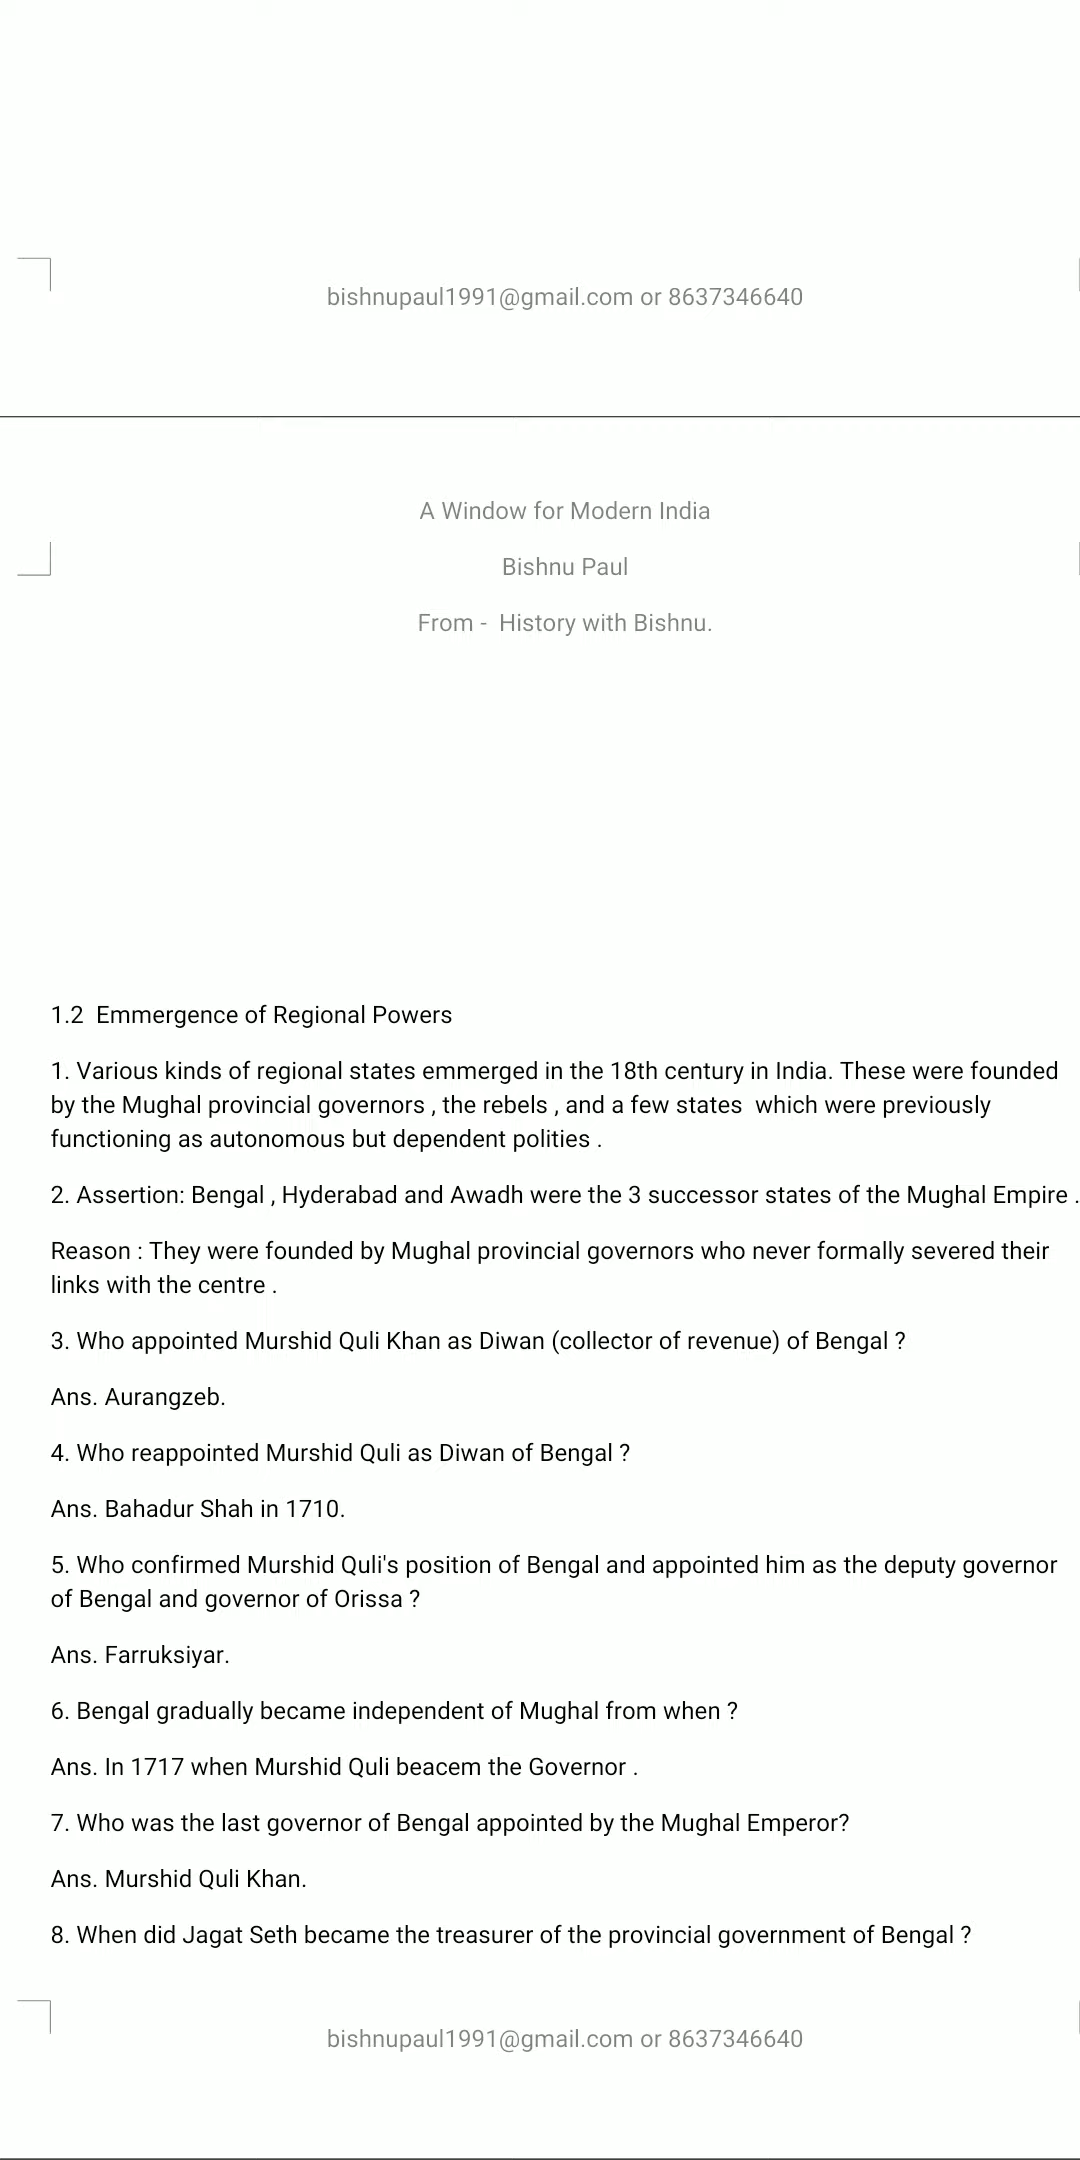 bishnupaul1991@gmail.com or 8637346640
A Window for Modern India
Bishnu Paul
From -  History with Bishnu.
1.2  Emmergence of Regional Powers
1. Various kinds of regional states emmerged in the 18th century in India. These were founded
by the Mughal provincial governors , the rebels , and a few states  which were previously
functioning as autonomous but dependent polities .
2. Assertion: Bengal , Hyderabad and Awadh were the 3 successor states of the Mughal Empire .
Reason : They were founded by Mughal provincial governors who never formally severed their
links with the centre .
3. Who appointed Murshid Quli Khan as Diwan (collector of revenue) of Bengal ?
Ans. Aurangzeb.
4. Who reappointed Murshid Quli as Diwan of Bengal ?
Ans. Bahadur Shah in 1710.
5. Who confirmed Murshid Quli's position of Bengal and appointed him as the deputy governor
of Bengal and governor of Orissa ?
Ans. Farruksiyar.
6. Bengal gradually became independent of Mughal from when ?
Ans. In 1717 when Murshid Quli beacem the Governor .
7. Who was the last governor of Bengal appointed by the Mughal Emperor?
Ans. Murshid Quli Khan.
8. When did Jagat Seth became the treasurer of the provincial government of Bengal ?
bishnupaul1991@gmail.com or 8637346640